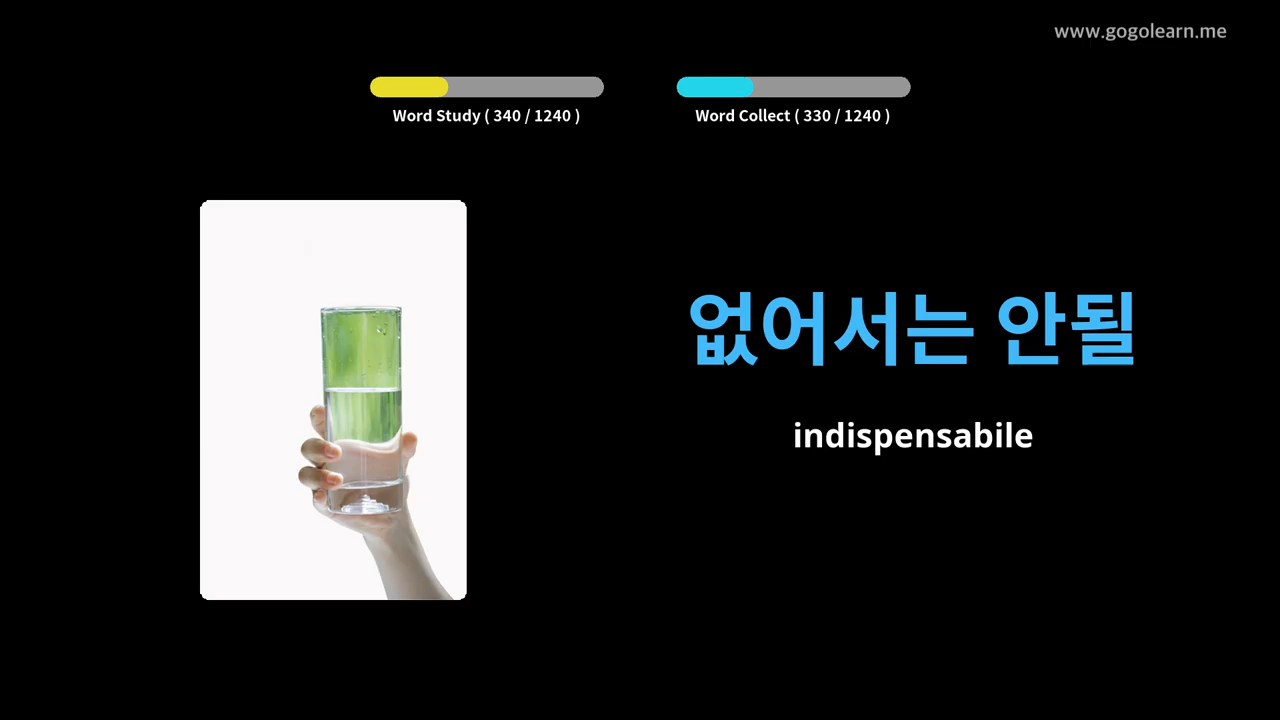 www.gogolearn.me
Word Study ( 340 / 1240 )
Word Collect ( 330 / 1240 )
없어서는 안될
indispensabile